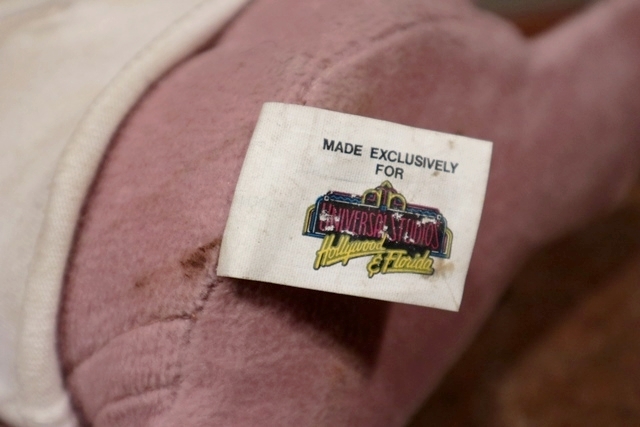 MADE EXCLUSIVELY
FOR
UNIVERSAL STUDIOS
Hollywood
& Florida